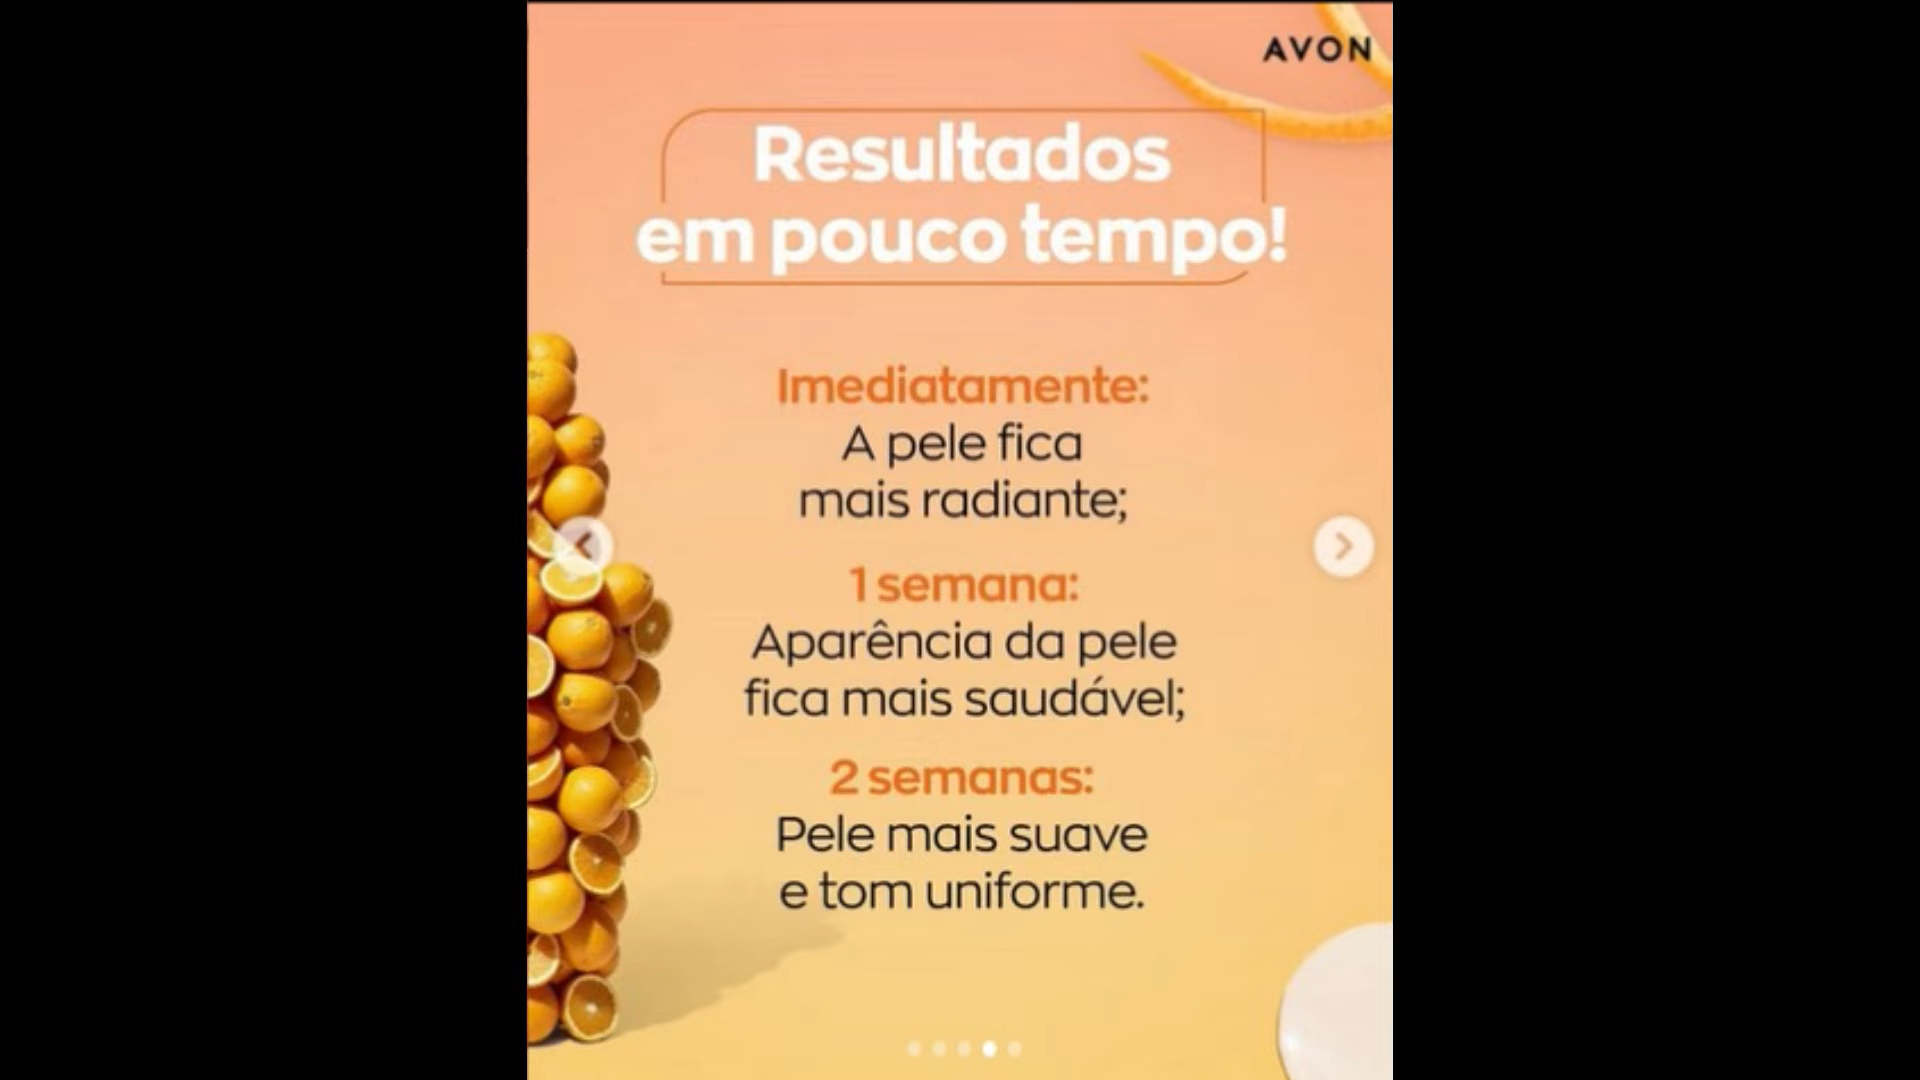 AVON
Resultados
em pouco tempo!
Imediatamente:
A pele fica
mais radiante;
1 semana:
Aparência da pele
fica mais saudável;
2 semanas:
Pele mais suave
e tom uniforme.